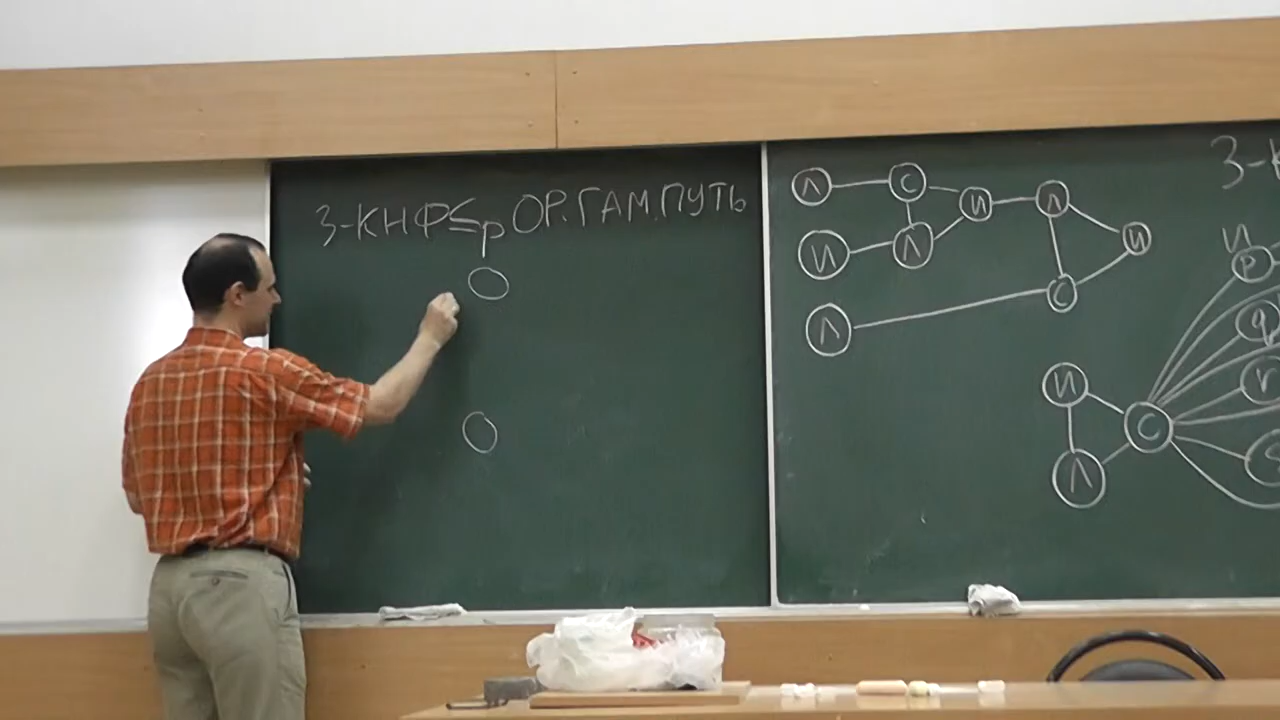 3-КНФ ≤p ОР.ГАМ.ПУТЬ
Л С И Л И
И Л С
Л
3-К
И
P
q
r
И С
Л